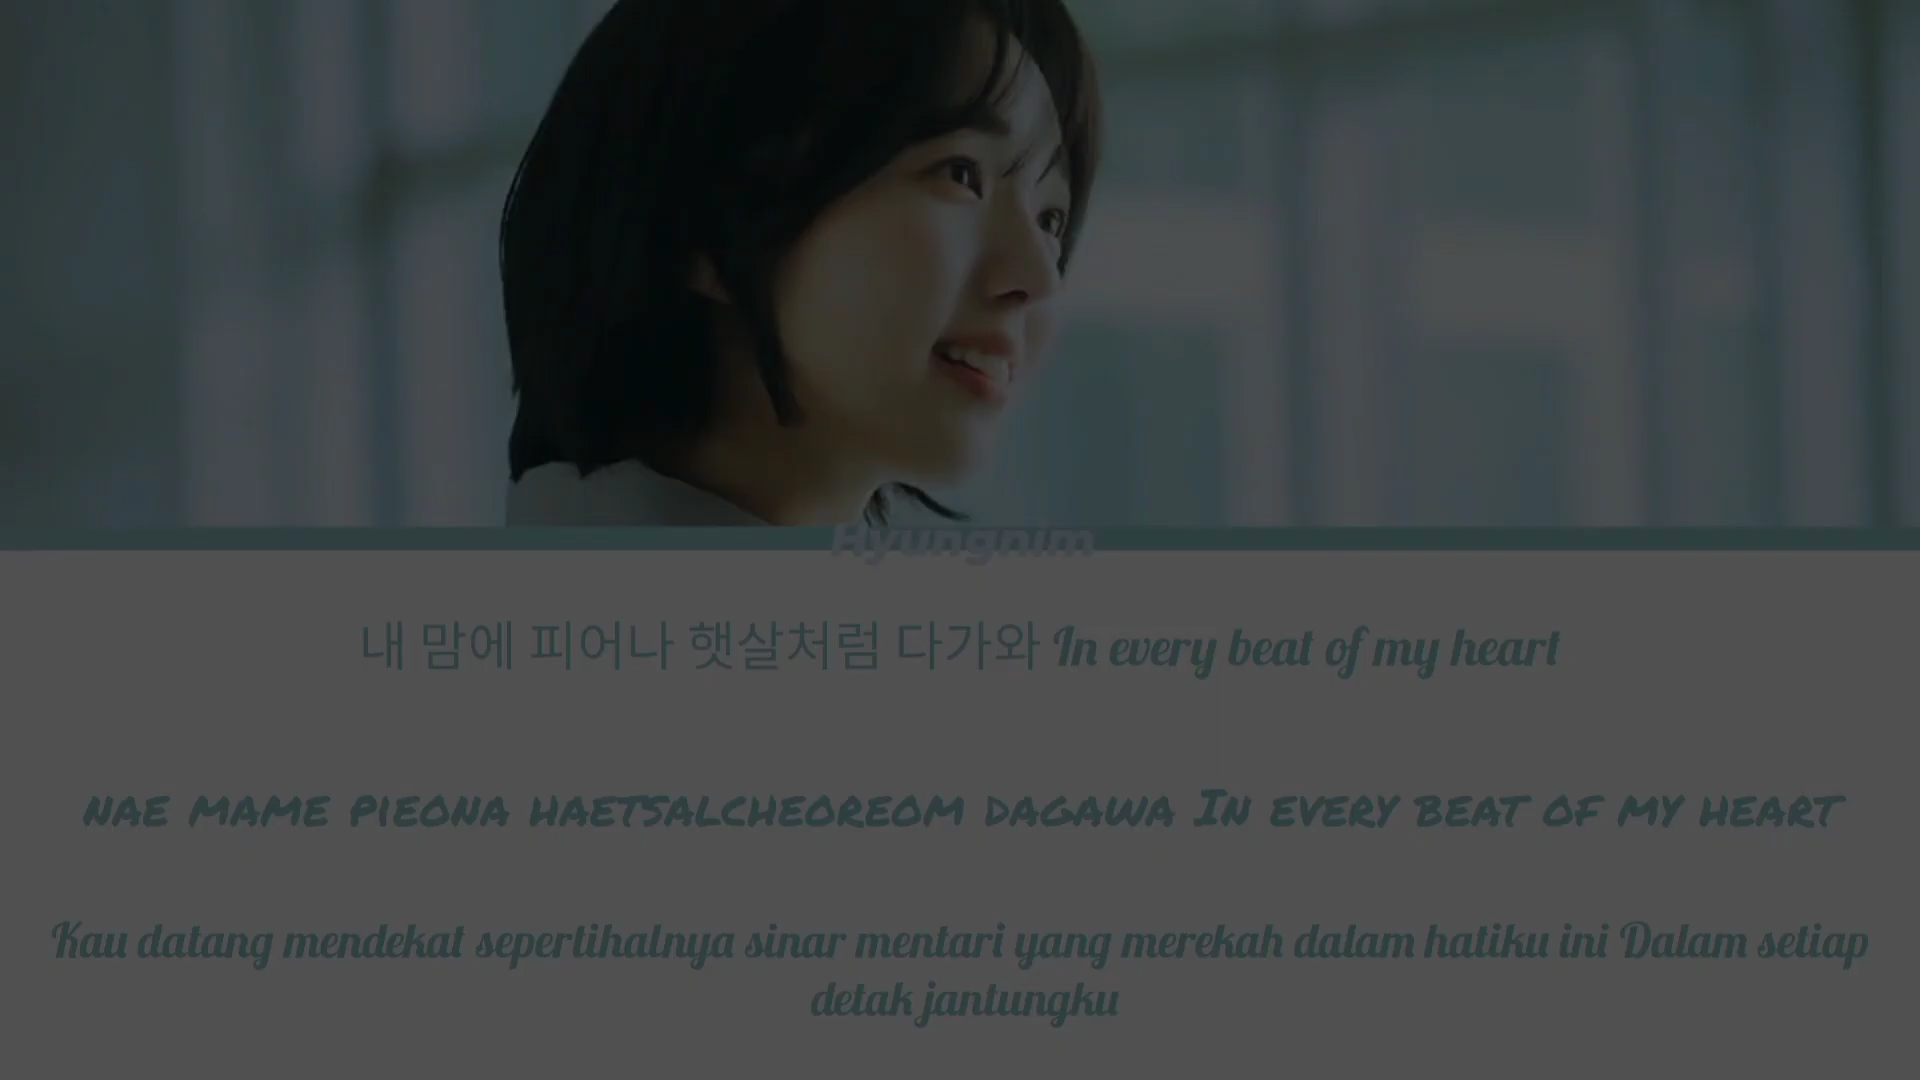 Hyungnim
내 맘에 피어나 햇살처럼 다가와 In every beat of my heart
nae mame pieona haetsalcheoreom dagawa In every beat of my heart
Kau datang mendekat sepertihalnya sinar mentari yang merekah dalam hatiku ini Dalam setiap
detak jantungku